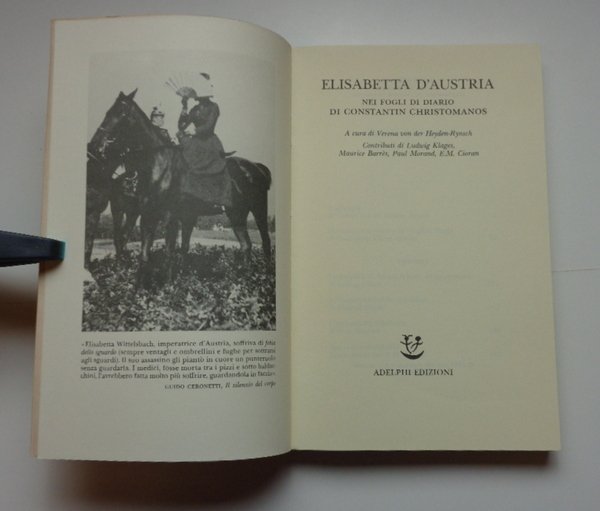 «Elisabetta Wittelsbach, imperatrice d'Austria, soffriva di fobia
dello sguardo (sempre ventagli e ombrellini e fughe per sottrarsi
agli sguardi). Il suo assassino gli piantò in cuore un punteruolo
senza guardarla. I medici, fosse morta tra i pizzi e sotto baldac-
chini, l'avrebbero fatta molto più soffrire, guardandola in faccia»
GUIDO CERONETTI, Il silenzio del corpo
ELISABETTA D'AUSTRIA
NEI FOGLI DI DIARIO
DI CONSTANTIN CHRISTOMANOS
A cura di Verena von der Heyden-Rynsch
Contributi di Ludwig Klages,
Maurice Barrès, Paul Morand, E.M. Cioran
ADELPHI EDIZIONI